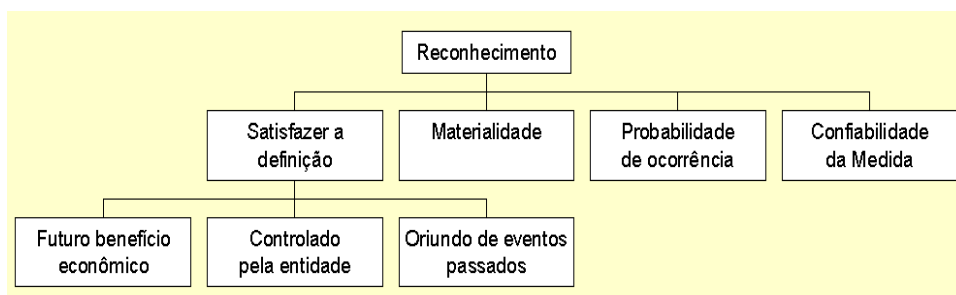 Reconhecimento
Satisfazer a
definição
Materialidade
Probabilidade
de ocorrência
Confiabilidade
da Medida
Futuro benefício
econômico
Controlado
pela entidade
Oriundo de eventos
passados